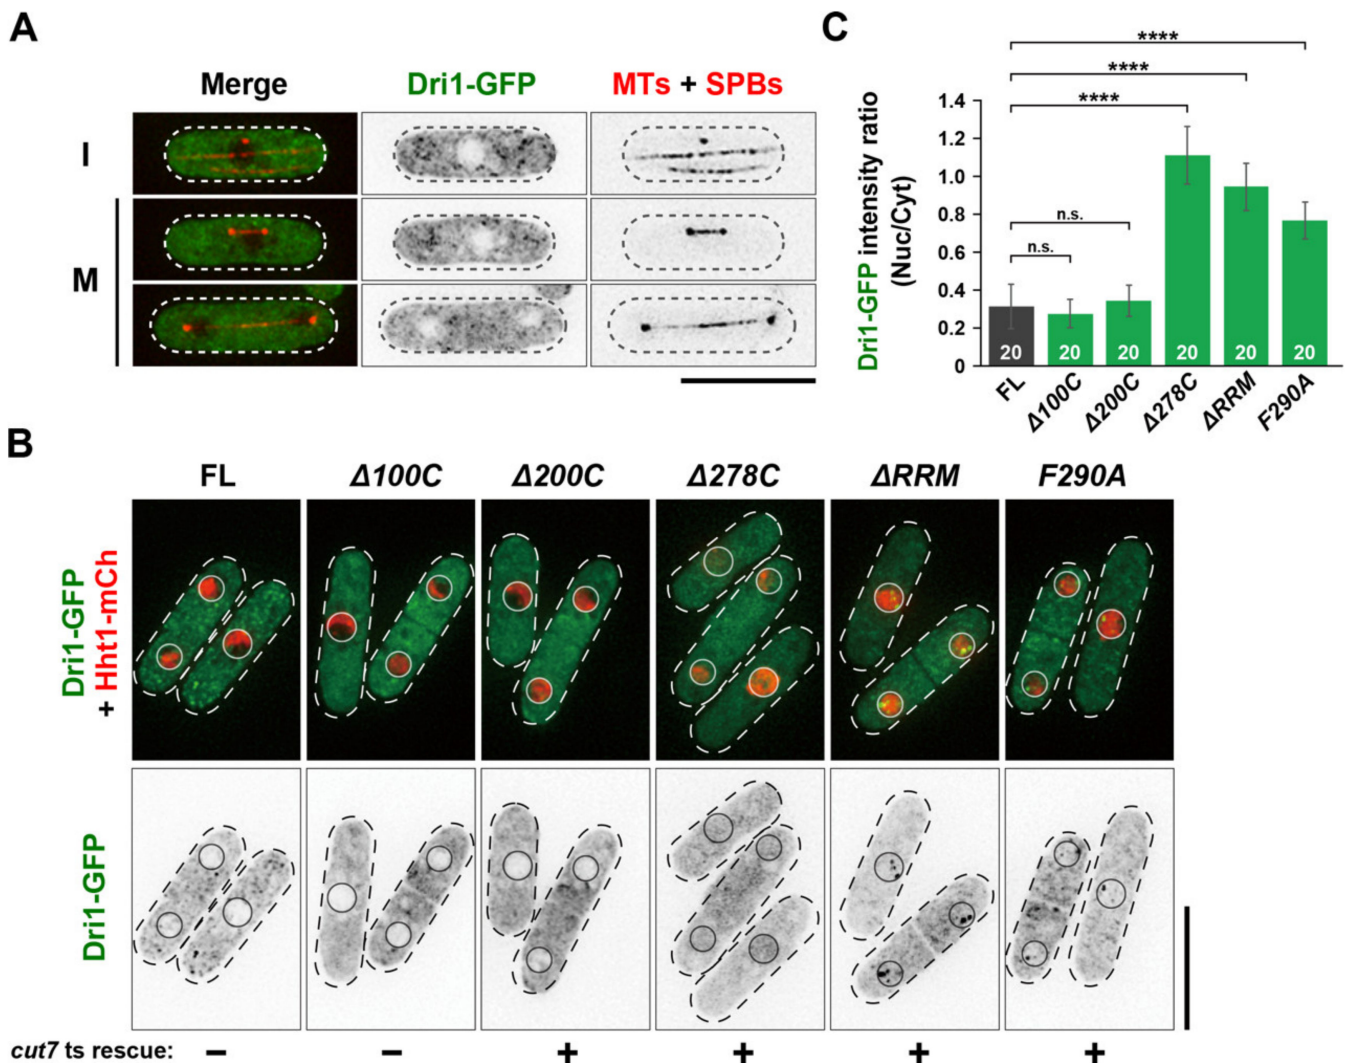 A
Merge
Dri1-GFP
MTs + SPBs
I
M
C
Dri1-GFP intensity ratio
(Nuc/Cyt)
****
****
****
n.s.
n.s.
1.4
1.2
1.0
0.8
0.6
0.4
0.2
0
20
20
20
20
20
20
FL
Δ100C
Δ200C
Δ278C
ΔRRM
F290A
B
FL
Δ100C
Δ200C
Δ278C
ΔRRM
F290A
Dri1-GFP
+ Hht1-mCh
Dri1-GFP
cut7 ts rescue: − − + + + +